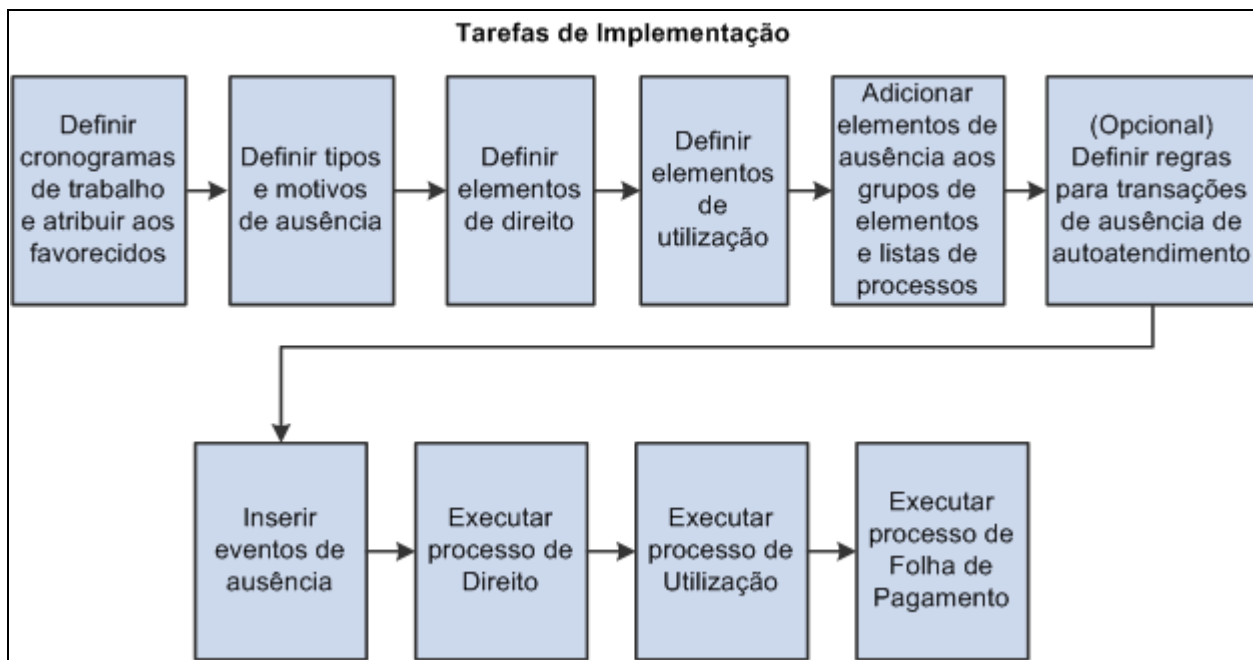 Tarefas de Implementação
Definir
cronogramas
de trabalho
e atribuir aos
favorecidos
Definir tipos
e motivos
de ausência
Definir
elementos
de direito
Definir
elementos
de
utilização
Adicionar
elementos de
ausência aos
grupos de
elementos
e listas de
processos
(Opcional)
Definir regras
para transações
de ausência de
autoatendimento
Inserir
eventos de
ausência
Executar
processo de
Direito
Executar
processo de
Utilização
Executar
processo de
Folha de
Pagamento